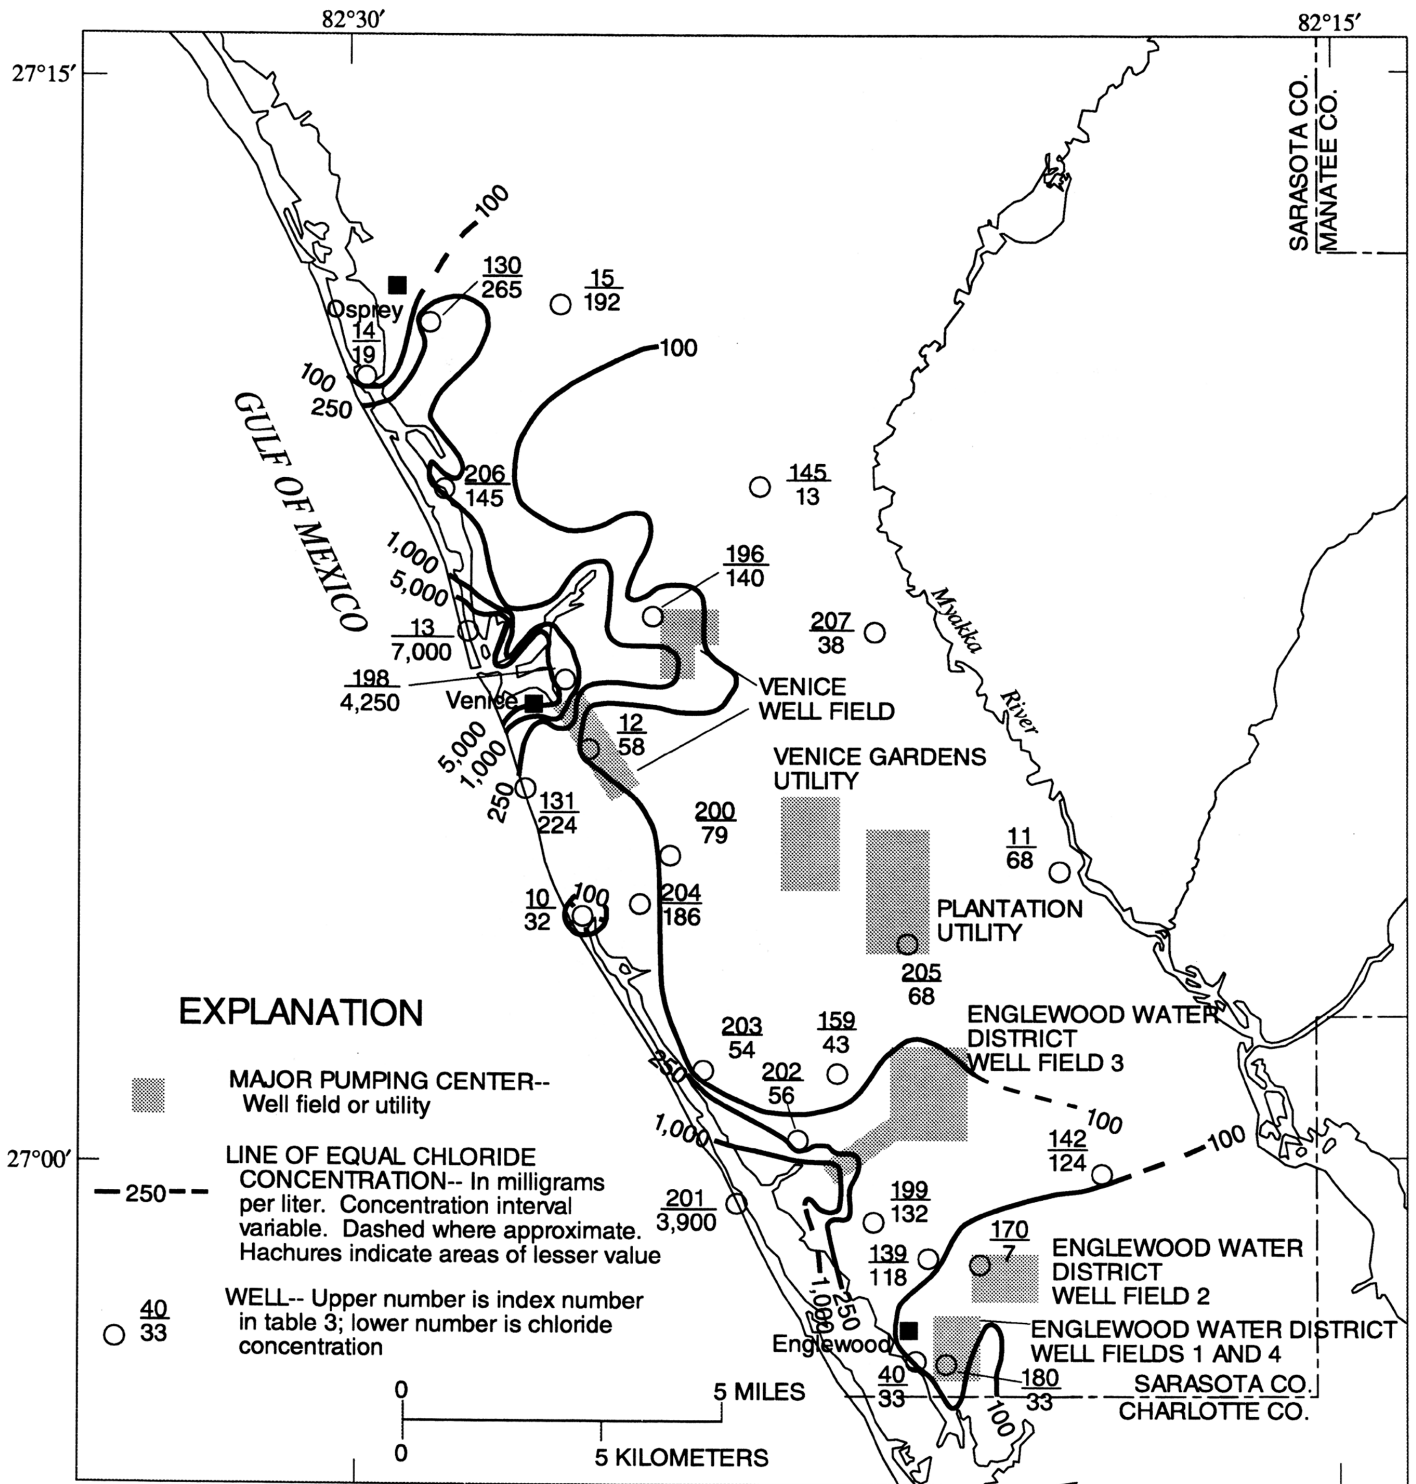 82°30′
82°15′
27°15′
SARASOTA CO.
MANATEE CO.
100
130
265
15
192
Osprey
14
19
100
100
250
GULF OF MEXICO
206
145
145
13
1,000
5,000
196
140
Myakka
River
13
7,000
207
38
198
4,250
Venice
VENICE
WELL FIELD
12
58
5,000
1,000
250
VENICE GARDENS
UTILITY
131
224
200
79
11
68
10
32
100
204
186
PLANTATION
UTILITY
205
68
EXPLANATION
203
54
159
43
ENGLEWOOD WATER
DISTRICT
WELL FIELD 3
250
202
56
MAJOR PUMPING CENTER--
Well field or utility
100
1,000
142
124
100
27°00′
LINE OF EQUAL CHLORIDE
CONCENTRATION-- In milligrams
250
per liter. Concentration interval
variable. Dashed where approximate.
Hachures indicate areas of lesser value
201
3,900
199
132
139
118
170
7
ENGLEWOOD WATER
DISTRICT
WELL FIELD 2
1,000
250
40
33
WELL-- Upper number is index number
in table 3; lower number is chloride
concentration
Englewood
ENGLEWOOD WATER DISTRICT
WELL FIELDS 1 AND 4
40
33
180
33
100
SARASOTA CO.
CHARLOTTE CO.
0
5 MILES
0
5 KILOMETERS